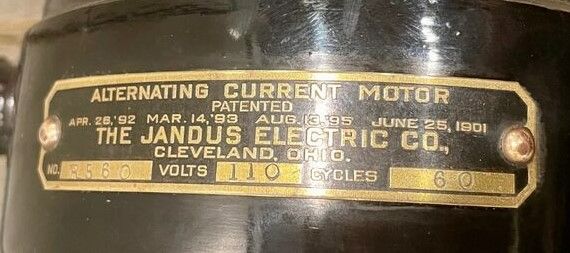 ALTERNATING CURRENT MOTOR
PATENTED
APR. 26,'92 MAR. 14,'93 AUG. 13,'95 JUNE 25, 1901
THE JANDUS ELECTRIC CO.,
CLEVELAND, OHIO.
NO. VOLTS 110 CYCLES 60